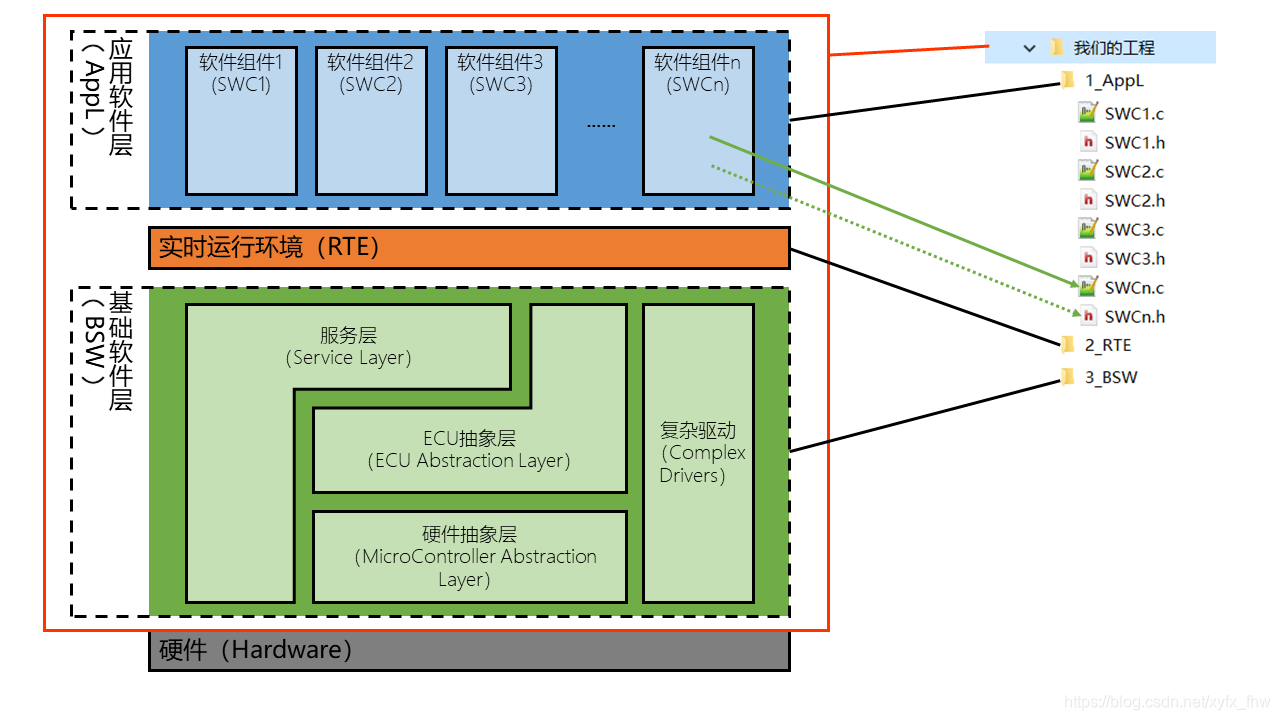 应用软件层
（AppL）
软件组件1
(SWC1)
软件组件2
(SWC2)
软件组件3
(SWC3)
......
软件组件n
(SWCn)
实时运行环境（RTE）
基础软件层
（BSW）
服务层
（Service Layer）
ECU抽象层
（ECU Abstraction Layer）
硬件抽象层
（MicroController Abstraction
Layer）
复杂驱动
（Complex
Drivers）
硬件（Hardware）
我们的工程
1_AppL
SWC1.c
SWC1.h
SWC2.c
SWC2.h
SWC3.c
SWC3.h
SWCn.c
SWCn.h
2_RTE
3_BSW
https://blog.csdn.net/xyfx_fhw